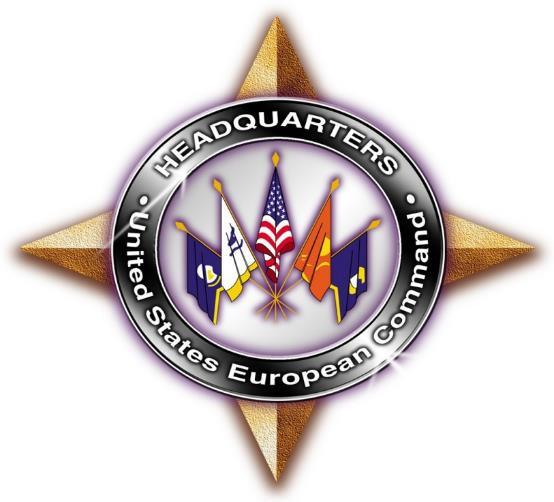 HEADQUARTERS
• United States European Command •